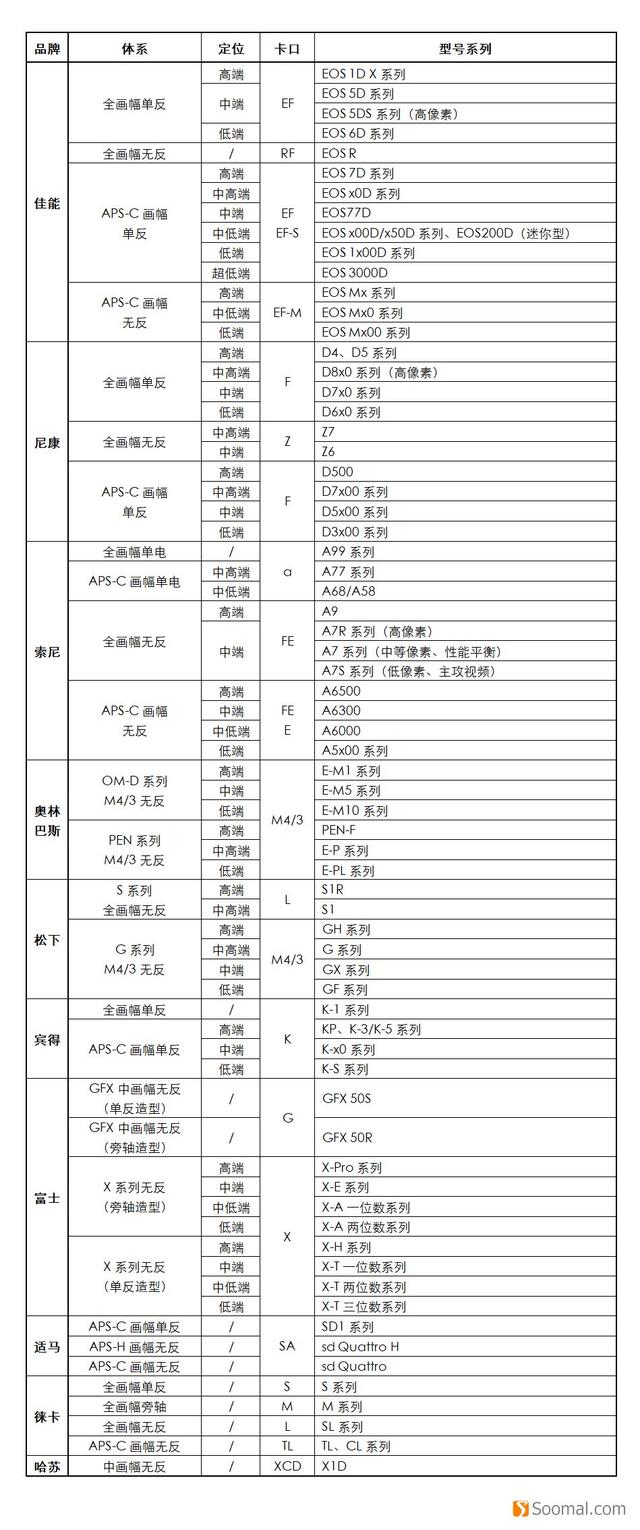 品牌 体系 定位 卡口 型号系列
佳能 全画幅单反 高端 EF EOS 1D X 系列
中端 EOS 5D 系列
EOS 5DS 系列（高像素）
低端 EOS 6D 系列
全画幅无反 / RF EOS R
APS-C 画幅 单反 高端 EF EF-S EOS 7D 系列
中高端 EOS x0D 系列
中端 EOS77D
中低端 EOS x00D/x50D 系列、EOS200D（迷你型）
低端 EOS 1x00D 系列
超低端 EOS 3000D
APS-C 画幅 无反 高端 EF-M EOS Mx 系列
中低端 EOS Mx0 系列
低端 EOS Mx00 系列
尼康 全画幅单反 高端 F D4、D5 系列
中高端 D8x0 系列（高像素）
中端 D7x0 系列
低端 D6x0 系列
全画幅无反 中高端 Z Z7
中端 Z6
APS-C 画幅 单反 高端 F D500
中高端 D7x00 系列
中端 D5x00 系列
低端 D3x00 系列
索尼 全画幅单电 / a A99 系列
APS-C 画幅单电 中高端 A77 系列
中低端 A68/A58
全画幅无反 高端 FE A9
中端 A7R 系列（高像素）
A7 系列（中等像素、性能平衡）
A7S 系列（低像素、主攻视频）
APS-C 画幅 无反 高端 FE E A6500
中端 A6300
中低端 A6000
低端 A5x00 系列
奥林巴斯 OM-D 系列 M4/3 无反 高端 M4/3 E-M1 系列
中端 E-M5 系列
低端 E-M10 系列
PEN 系列 M4/3 无反 高端 PEN-F
中高端 E-P 系列
低端 E-PL 系列
松下 S 系列 全画幅无反 高端 L S1R
中高端 S1
G 系列 M4/3 无反 高端 M4/3 GH 系列
中高端 G 系列
中端 GX 系列
低端 GF 系列
宾得 全画幅单反 / K K-1 系列
APS-C 画幅单反 高端 KP、K-3/K-5 系列
中端 K-x0 系列
低端 K-S 系列
富士 GFX 中画幅无反 （单反造型） / G GFX 50S
GFX 中画幅无反 （旁轴造型） / GFX 50R
X 系列无反 （旁轴造型） 高端 X X-Pro 系列
中端 X-E 系列
中低端 X-A 一位数系列
低端 X-A 两位数系列
X 系列无反 （单反造型） 高端 X-H 系列
中端 X-T 一位数系列
中低端 X-T 两位数系列
低端 X-T 三位数系列
适马 APS-C 画幅单反 / SA SD1 系列
APS-H 画幅无反 / sd Quattro H
APS-C 画幅无反 / sd Quattro
徕卡 全画幅单反 / S S 系列
全画幅旁轴 / M M 系列
全画幅无反 / L SL 系列
APS-C 画幅无反 / TL TL、CL 系列
哈苏 中画幅无反 / XCD X1D
Soomal.com